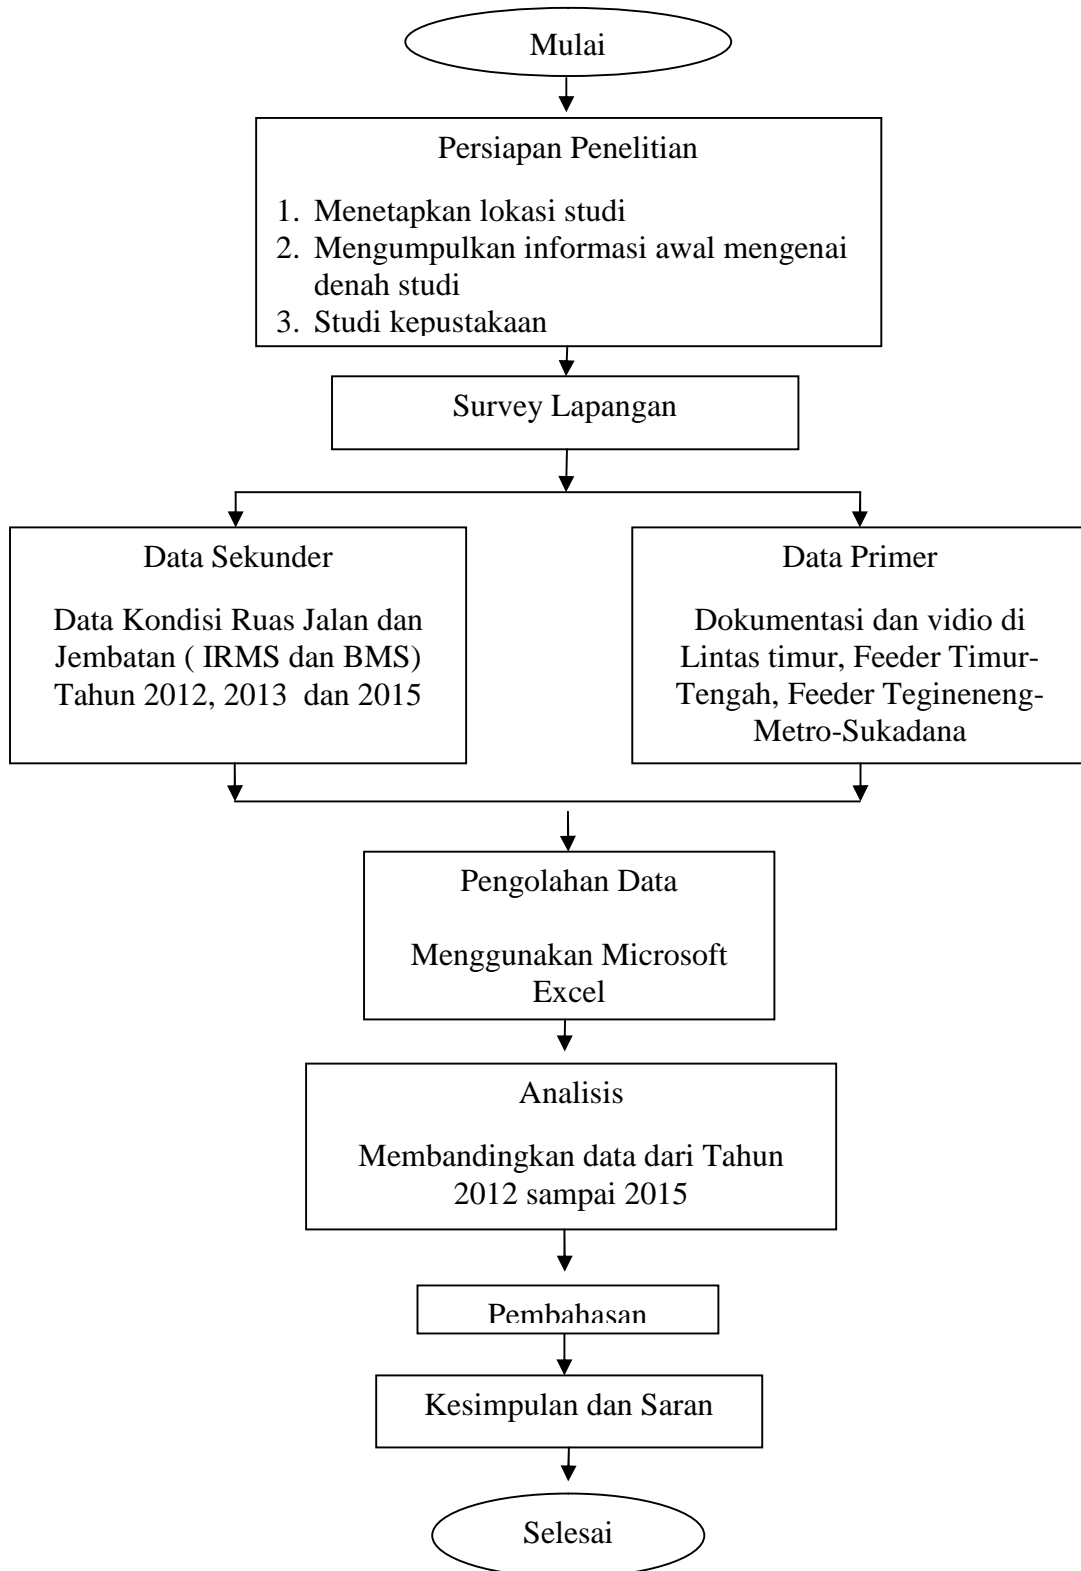 Mulai
Persiapan Penelitian
1. Menetapkan lokasi studi
2. Mengumpulkan informasi awal mengenai
denah studi
3. Studi kepustakaan
Survey Lapangan
Data Sekunder
Data Kondisi Ruas Jalan dan
Jembatan ( IRMS dan BMS)
Tahun 2012, 2013 dan 2015
Data Primer
Dokumentasi dan vidio di
Lintas timur, Feeder Timur-
Tengah, Feeder Tegineneng-
Metro-Sukadana
Pengolahan Data
Menggunakan Microsoft
Excel
Analisis
Membandingkan data dari Tahun
2012 sampai 2015
Pembahasan
Kesimpulan dan Saran
Selesai